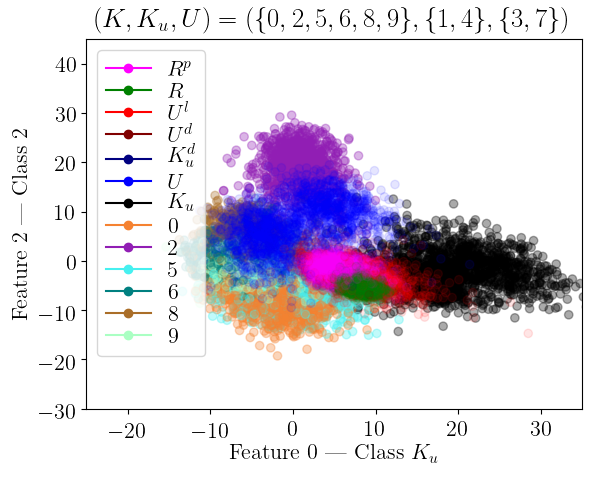 (K, K_u, U) = ({0, 2, 5, 6, 8, 9}, {1, 4}, {3, 7})
Feature 2 — Class 2
40
30
20
10
0
−10
−20
−30
R^p
R
U^l
U^d
K_u^d
U
K_u
0
2
5
6
8
9
−20 −10 0 10 20 30
Feature 0 — Class K_u